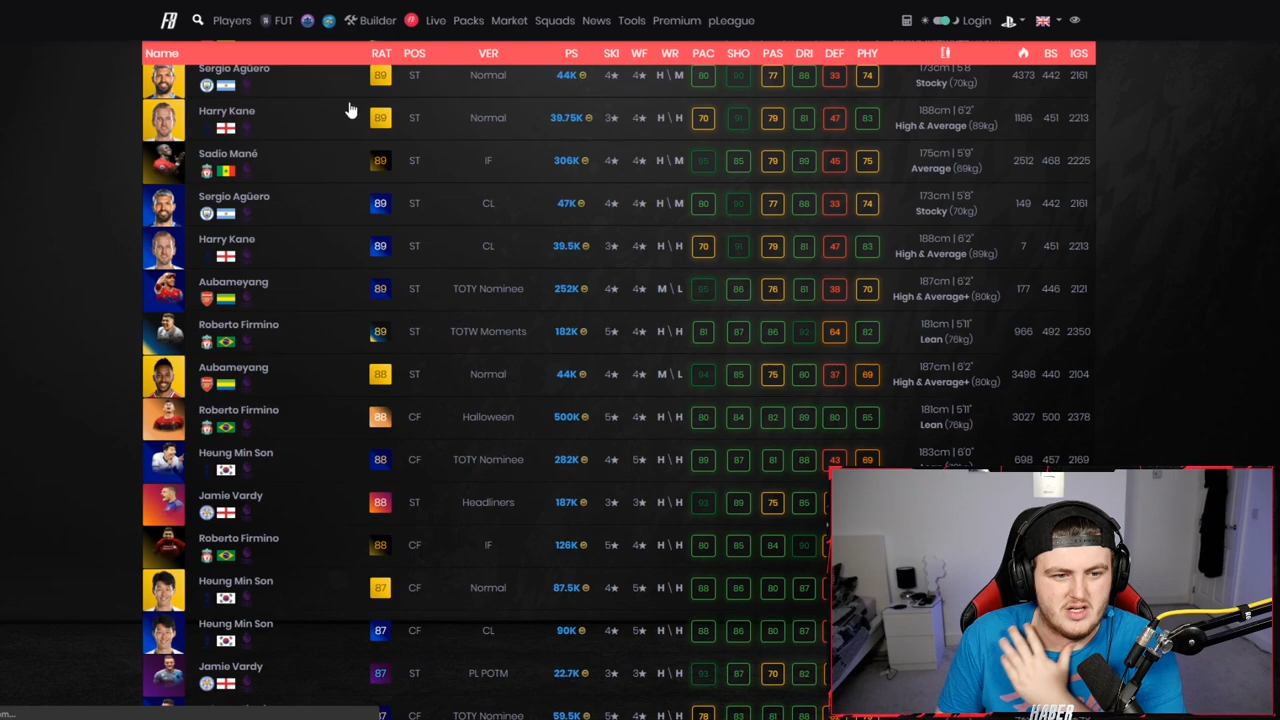 F8 Players FUT Builder Live Packs Market Squads News Tools Premium pLeague Login
Name RAT POS VER PS SKI WF WR PAC SHO PAS DRI DEF PHY BS IGS
Sergio Agüero 89 ST Normal 44K 4★ 4★ H \ M 80 90 77 88 33 74 173cm | 5'8" Stocky (70kg) 4373 442 2161
Harry Kane 89 ST Normal 39.75K 3★ 4★ H \ H 70 91 79 81 47 83 188cm | 6'2" High & Average (89kg) 1186 451 2213
Sadio Mané 89 ST IF 306K 4★ 4★ H \ M 95 85 79 89 45 75 175cm | 5'9" Average (69kg) 2512 468 2225
Sergio Agüero 89 ST CL 47K 4★ 4★ H \ M 80 90 77 88 33 74 173cm | 5'8" Stocky (70kg) 149 442 2161
Harry Kane 89 ST CL 39.5K 3★ 4★ H \ H 70 91 79 81 47 83 188cm | 6'2" High & Average (89kg) 7 451 2213
Aubameyang 89 ST TOTY Nominee 252K 4★ 4★ M \ L 95 86 76 81 38 70 187cm | 6'2" High & Average+ (80kg) 177 446 2121
Roberto Firmino 89 ST TOTW Moments 182K 5★ 4★ H \ H 81 87 86 92 64 82 181cm | 5'11" Lean (76kg) 966 492 2350
Aubameyang 88 ST Normal 44K 4★ 4★ M \ L 94 85 75 80 37 69 187cm | 6'2" High & Average+ (80kg) 3498 440 2104
Roberto Firmino 88 CF Halloween 500K 5★ 4★ H \ H 80 84 82 89 80 85 181cm | 5'11" Lean (76kg) 3027 500 2378
Heung Min Son 88 CF TOTY Nominee 282K 4★ 5★ H \ H 89 87 81 88 43 69 183cm | 6'0" 698 457 2169
Jamie Vardy 88 ST Headliners 187K 3★ 3★ H \ H 93 89 75 85
Roberto Firmino 88 CF IF 126K 5★ 4★ H \ H 80 85 84 90
Heung Min Son 87 CF Normal 87.5K 4★ 5★ H \ H 88 86 80 87
Heung Min Son 87 CF CL 90K 4★ 5★ H \ H 88 86 80 87
Jamie Vardy 87 ST PL POTM 22.7K 3★ 3★ H \ H 93 87 70 82
CF TOTY Nominee 59.5K 5★ 4★ H \ H 78 83 81 88
om...
HABER